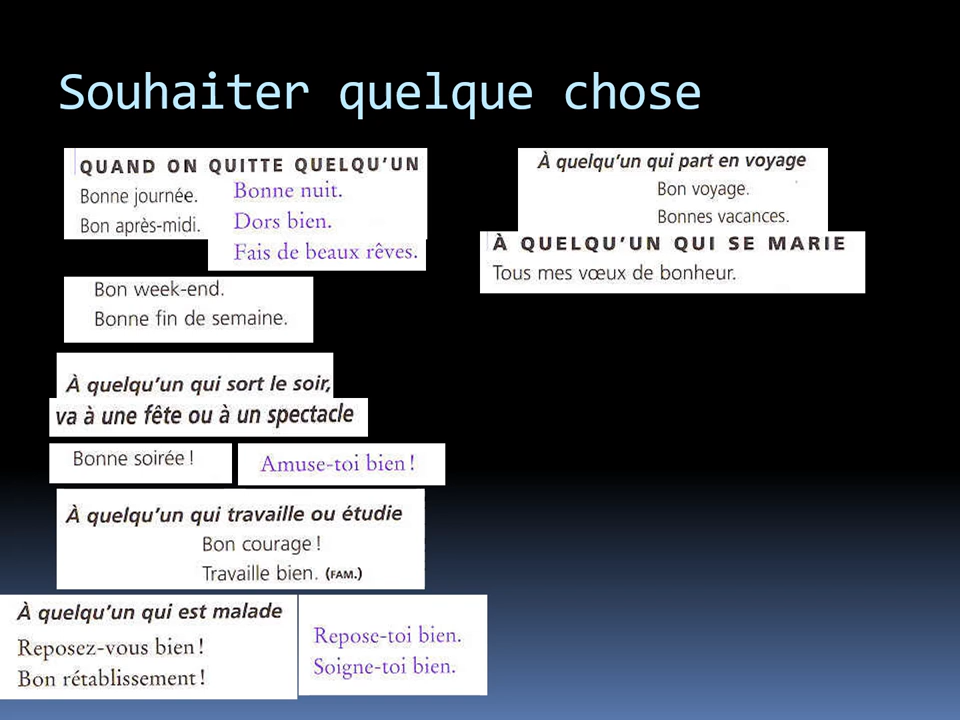 Souhaiter quelque chose
QUAND ON QUITTE QUELQU'UN
Bonne journée.
Bon après-midi.
Bonne nuit.
Dors bien.
Fais de beaux rêves.
Bon week-end.
Bonne fin de semaine.
À quelqu'un qui sort le soir,
va à une fête ou à un spectacle
Bonne soirée !
Amuse-toi bien !
À quelqu'un qui travaille ou étudie
Bon courage !
Travaille bien. (FAM.)
À quelqu'un qui est malade
Reposez-vous bien !
Bon rétablissement !
Repose-toi bien.
Soigne-toi bien.
À quelqu'un qui part en voyage
Bon voyage.
Bonnes vacances.
À QUELQU'UN QUI SE MARIE
Tous mes vœux de bonheur.